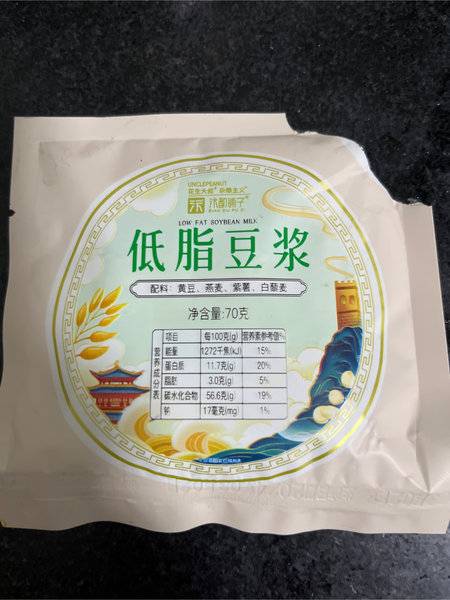 UNCLEPEANUT
花生大叔® 杂粮主义®
LOW FAT SOYBEAN MILK
低脂豆浆
配料：黄豆、燕麦、紫薯、白藜麦
净含量:70克
营养成分表
项目 每100克(g) 营养素参考值%
能量 1272千焦(kJ) 15%
蛋白质 11.7克(g) 20%
脂肪 3.0克(g) 5%
碳水化合物 56.6克(g) 19%
钠 17毫克(mg) 1%